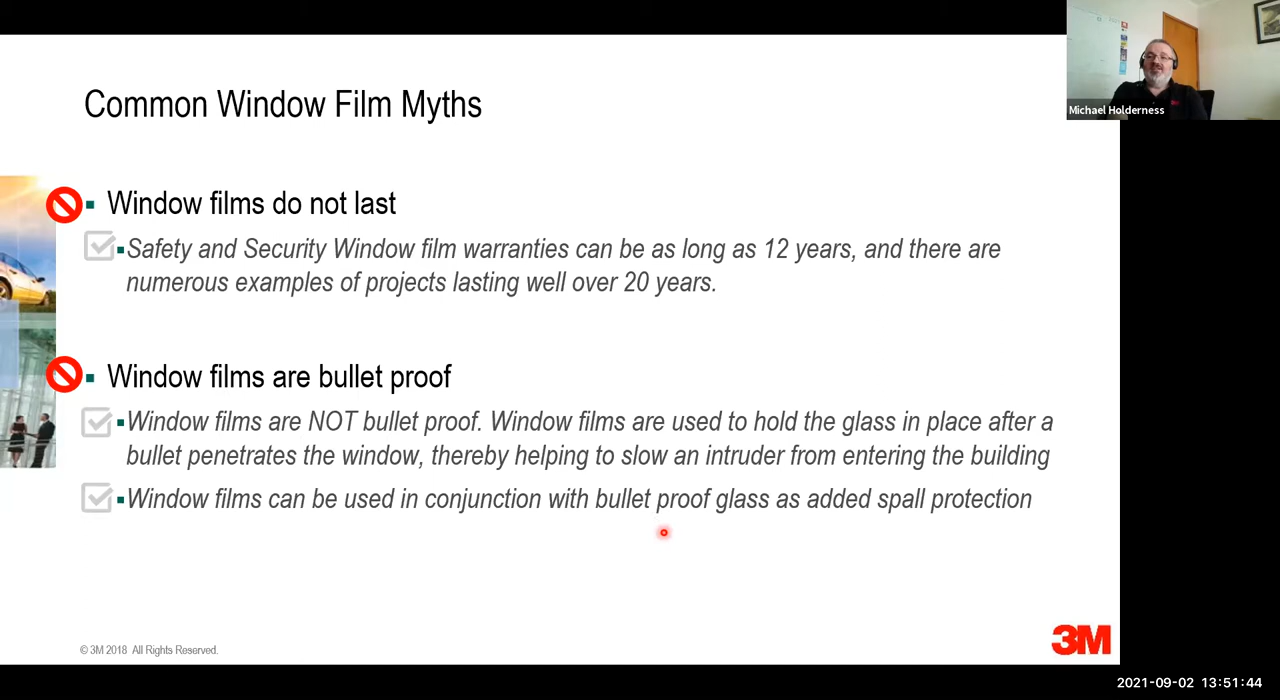 Common Window Film Myths
Michael Holderness
Window films do not last
Safety and Security Window film warranties can be as long as 12 years, and there are
numerous examples of projects lasting well over 20 years.
Window films are bullet proof
Window films are NOT bullet proof. Window films are used to hold the glass in place after a
bullet penetrates the window, thereby helping to slow an intruder from entering the building
Window films can be used in conjunction with bullet proof glass as added spall protection
© 3M 2018 All Rights Reserved.
3M
2021-09-02 13:51:44